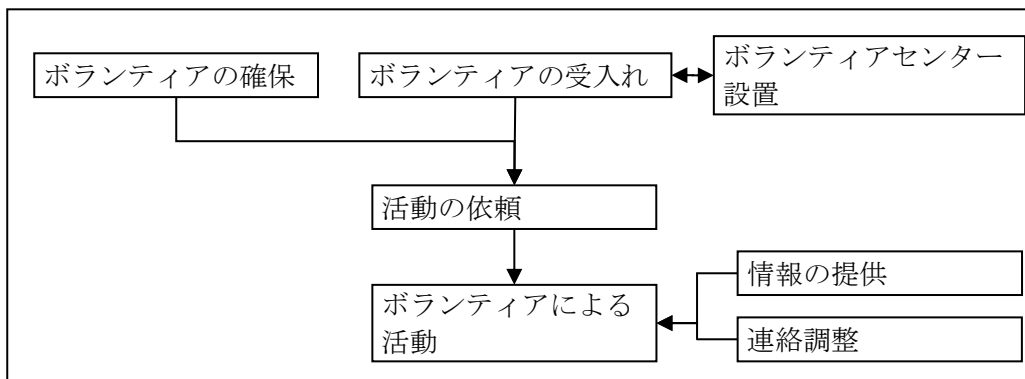 ボランティアの確保
ボランティアの受入れ
ボランティアセンター
設置
活動の依頼
情報の提供
ボランティアによる
活動
連絡調整